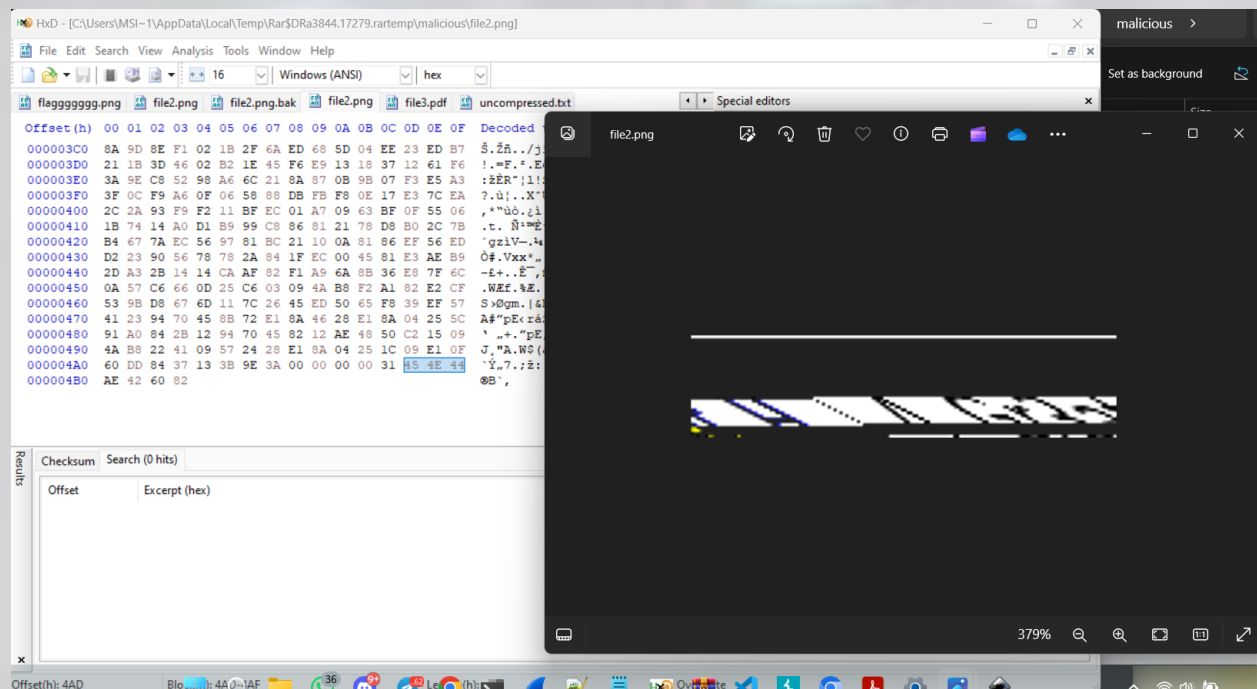 HxD - [C:\Users\MSI~1\AppData\Local\Temp\Rar$DRa3844.17279.rartemp\malicious\file2.png]
malicious >
File Edit Search View Analysis Tools Window Help
Set as background
16 Windows (ANSI) hex
flagggggggg.png file2.png file2.png.bak file2.png file3.pdf uncompressed.txt
Special editors
Offset(h) 00 01 02 03 04 05 06 07 08 09 0A 0B 0C 0D 0E 0F Decoded
file2.png
000003C0 8A 9D 8E F1 02 1B 2F 6A ED 68 5D 04 EE 23 ED B7
000003D0 21 1B 3D 46 02 B2 1E 45 F6 E9 13 18 37 12 61 F6
000003E0 3A 9E C8 52 98 A6 6C 21 8A 87 0B 9B 07 F3 E5 A3
000003F0 3F 0C F9 A6 0F 06 58 88 DB FB F8 0E 17 E3 7C EA
00000400 2C 2A 93 F9 F2 11 BF EC 01 A7 09 63 BF 0F 55 06
00000410 1B 74 14 A0 D1 B9 99 C8 86 81 21 78 D8 B0 2C 7B
00000420 B4 67 7A EC 56 97 81 BC 21 10 0A 81 86 EF 56 ED
00000430 D2 23 90 56 78 78 2A 84 1F EC 00 45 81 E3 AE B9
00000440 2D A3 2B 14 14 CA AF 82 F1 A9 6A 8B 36 E8 7F 6C
00000450 0A 57 C6 66 0D 25 C6 03 09 4A B8 F2 A1 82 E2 CF
00000460 53 9B D8 67 6D 11 7C 26 45 ED 50 65 F8 39 EF 57
00000470 41 23 94 70 45 8B 72 E1 8A 46 28 E1 8A 04 25 5C
00000480 91 A0 84 2B 12 94 70 45 82 12 AE 48 50 C2 15 09
00000490 4A B8 22 41 09 57 24 28 E1 8A 04 25 1C 09 E1 0F
000004A0 60 DD 84 37 13 3B 9E 3A 00 00 00 00 31 45 4E 44
000004B0 AE 42 60 82 ®B`‚
Results
Checksum Search (0 hits)
Offset Excerpt (hex)
379%
1:1
Offset(h): 4AD
36 9+ 62